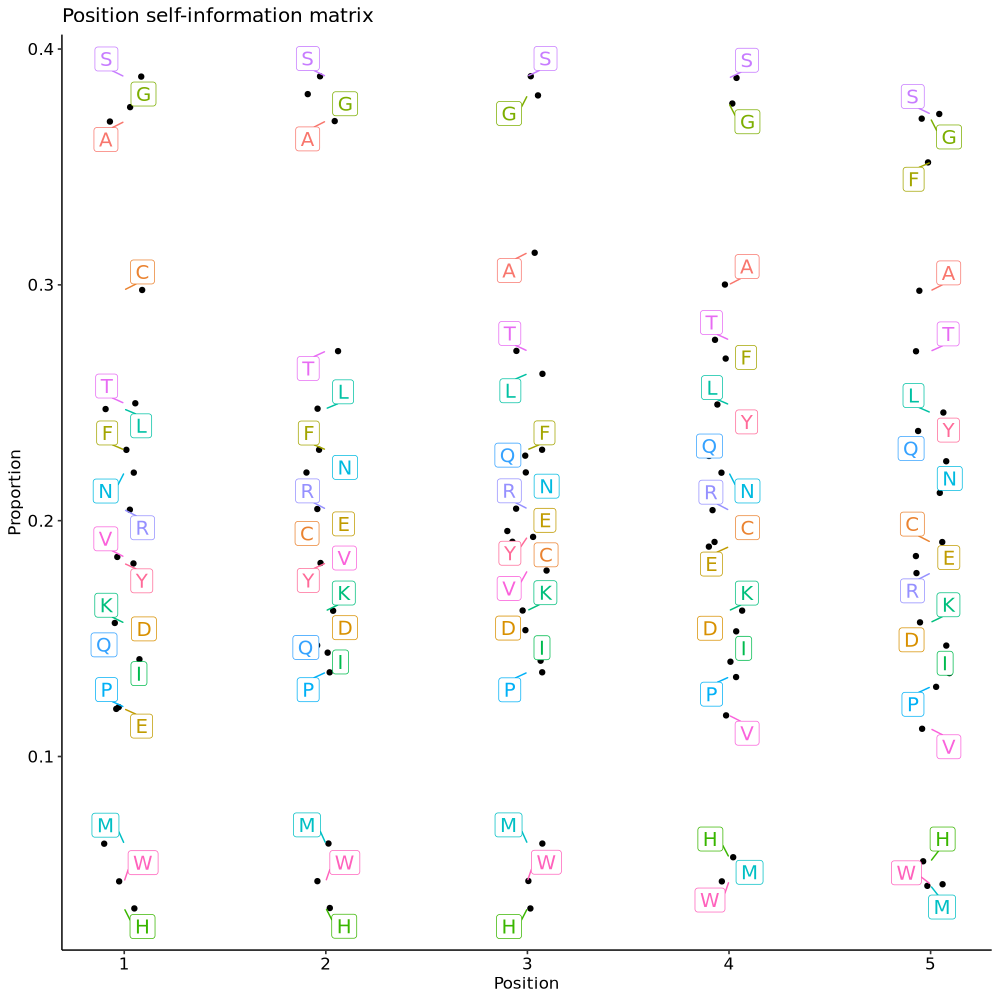 Position self-information matrix
0.4
S S S S
G G G G S
A A G
F
0.3
C A A A
T T T
T L L F
T L L L
F F F Y Y
Q Q Q
N N N N N
R R R R
E E C
V C Y C E
Y V V E R
K K K K K
D D D D D
Q Q I I I
I I
P P P P P
E V V
0.1
M M M H H
W W W M W
W M
H H H
0.2
Proportion
1 2 3 4 5
Position